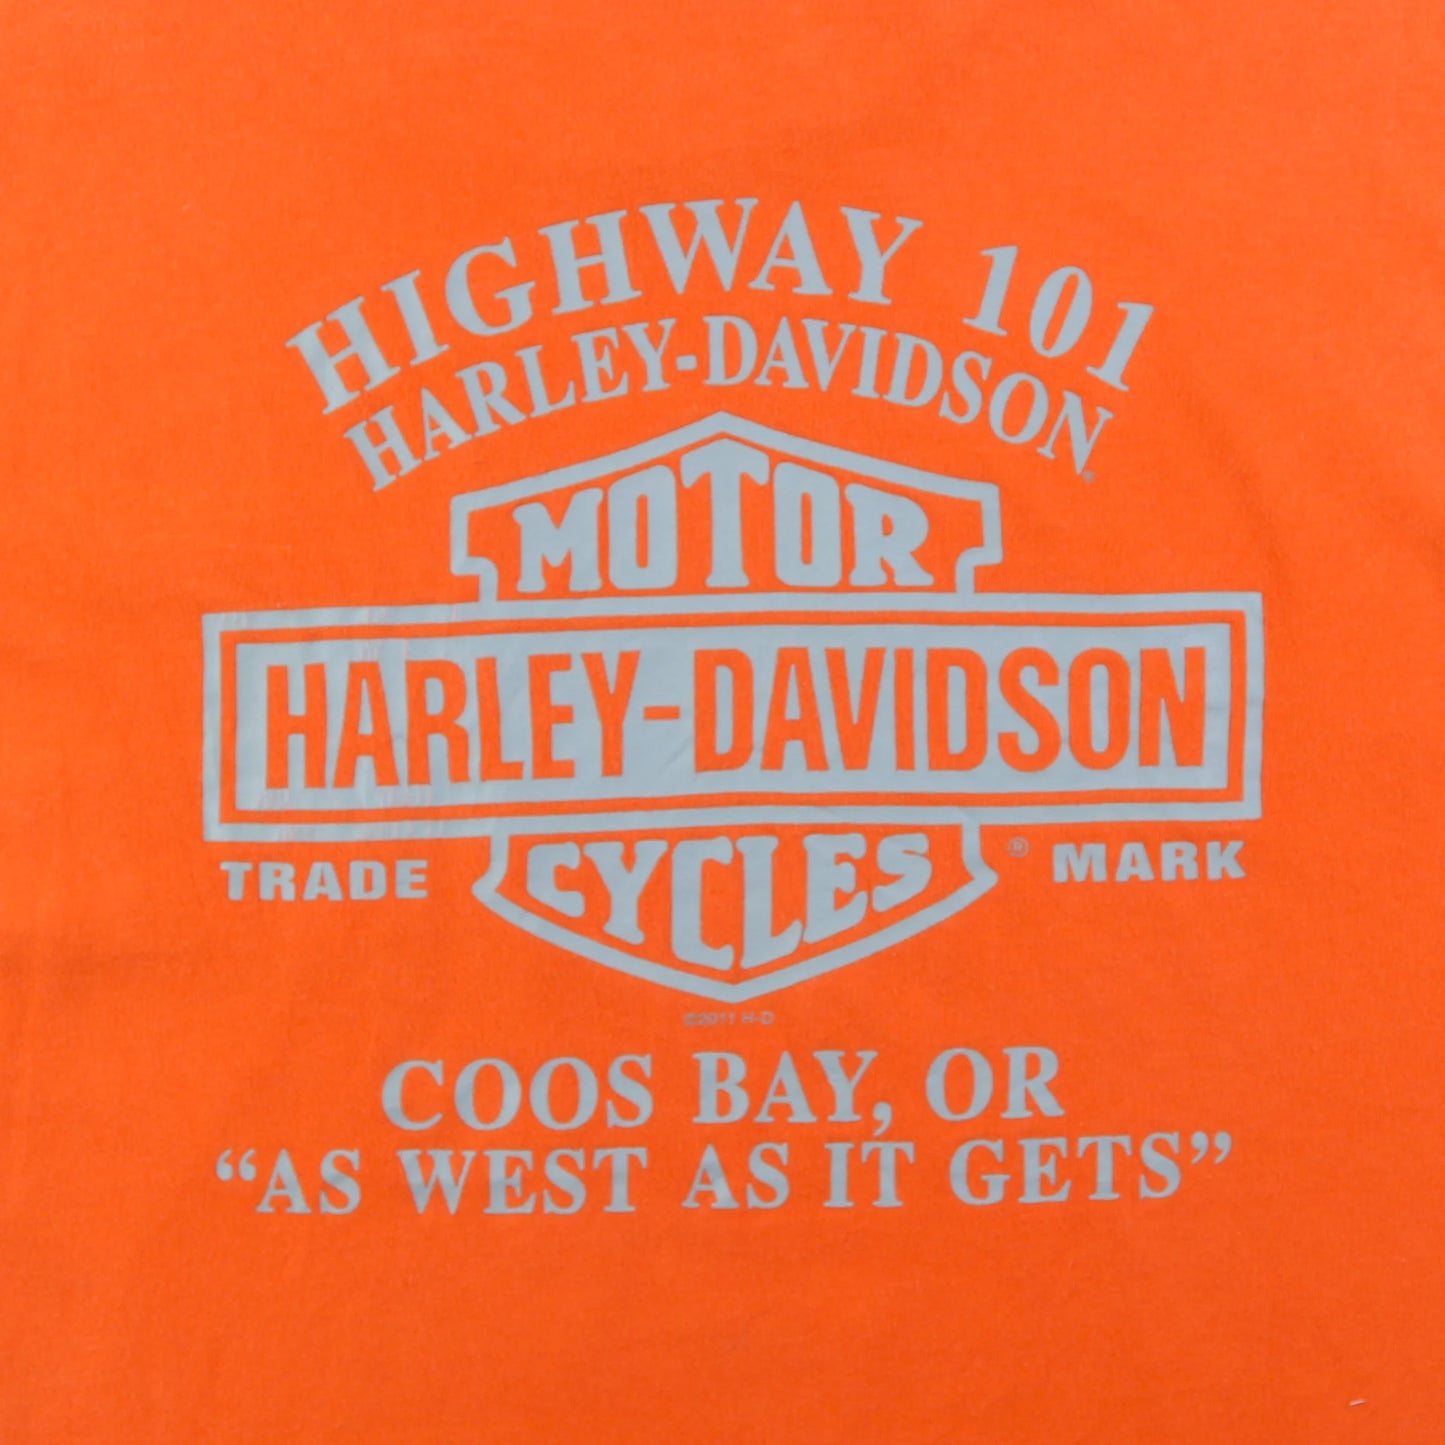 HIGHWAY 101
HARLEY-DAVIDSON®
MOTOR
HARLEY-DAVIDSON
CYCLES
TRADE ® MARK
©2011 H-D
COOS BAY, OR
“AS WEST AS IT GETS”